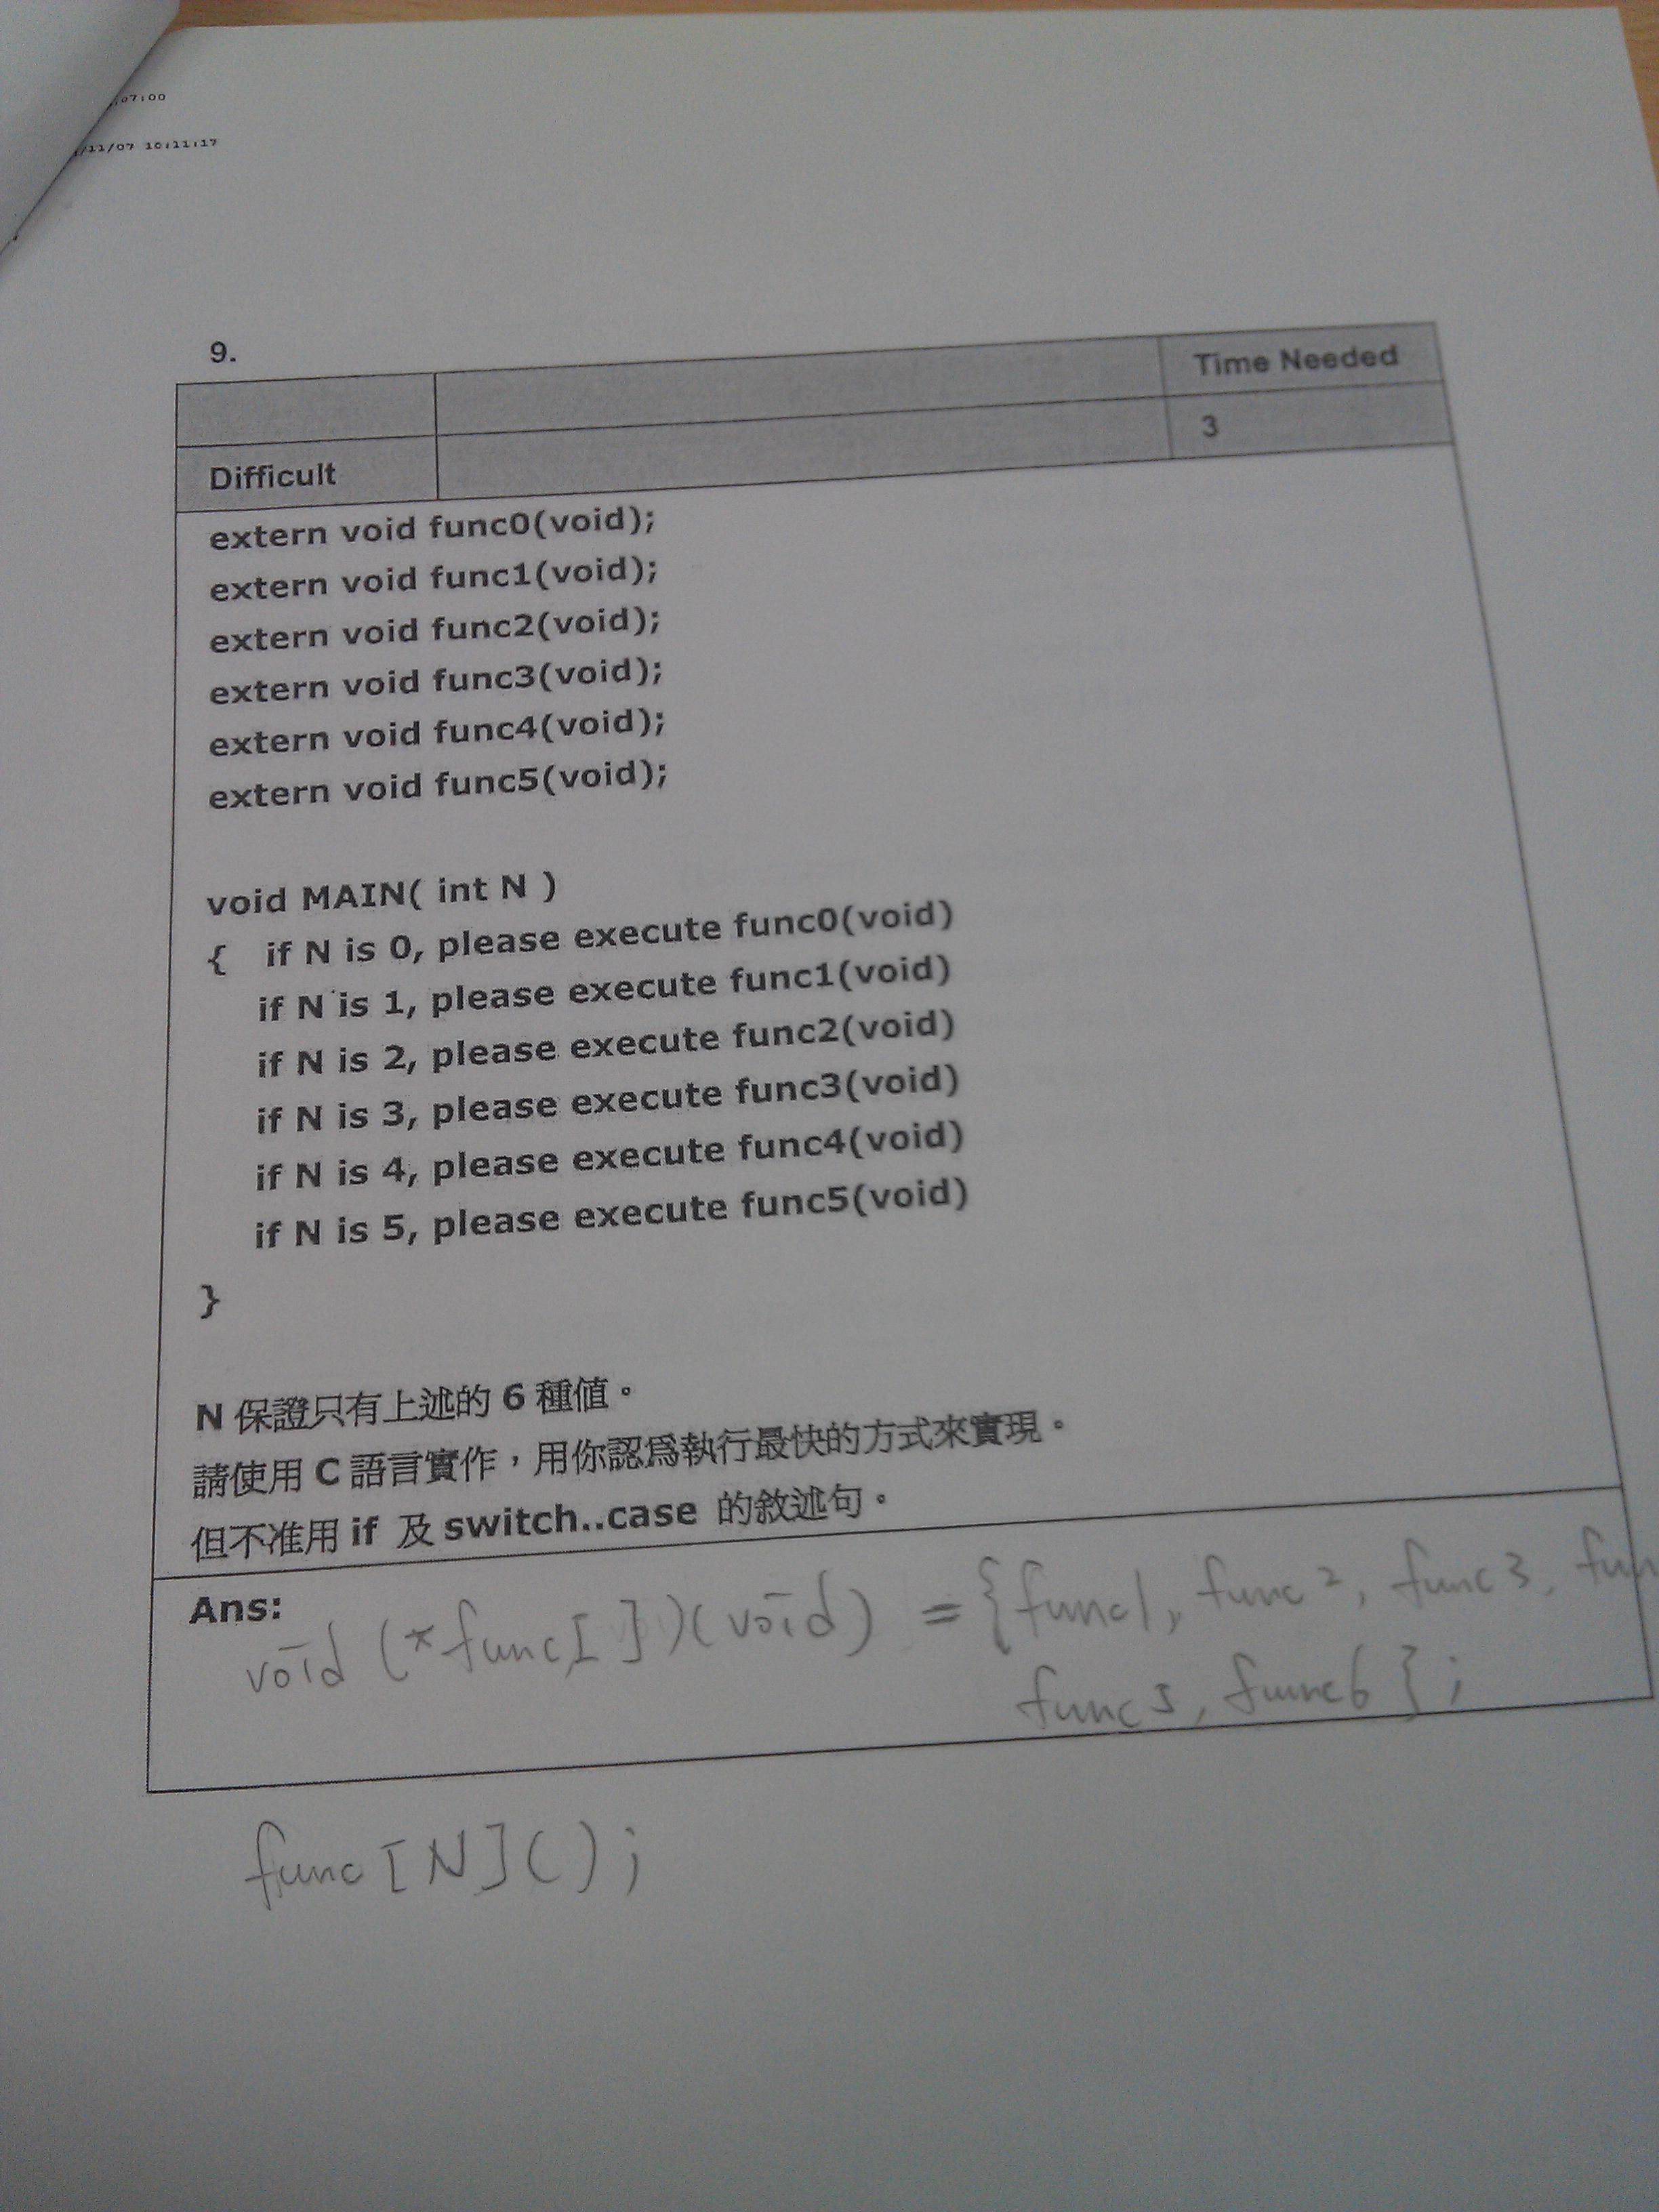 :07:00
/11/07 10:11:17
9.
Time Needed
3
Difficult
extern void func0(void);
extern void func1(void);
extern void func2(void);
extern void func3(void);
extern void func4(void);
extern void func5(void);
void MAIN( int N )
{ if N is 0, please execute func0(void)
if N is 1, please execute func1(void)
if N is 2, please execute func2(void)
if N is 3, please execute func3(void)
if N is 4, please execute func4(void)
if N is 5, please execute func5(void)
}
N 保證只有上述的 6 種值。
請使用 C 語言實作，用你認為執行最快的方式來實現。
但不准用 if 及 switch..case 的敘述句。
Ans:
void (*func[ ])(void) = {func1, func2, func3, fun
func5, func6 };
func[N]();